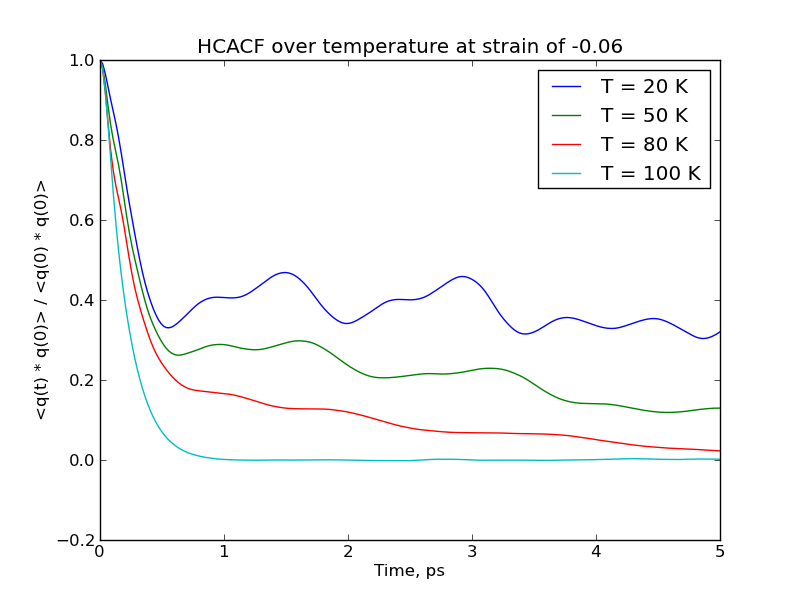 HCACF over temperature at strain of -0.06
<q(t) * q(0)> / <q(0) * q(0)>
1.0
0.8
0.6
0.4
0.2
0.0
−0.2
T = 20 K
T = 50 K
T = 80 K
T = 100 K
0 1 2 3 4 5
Time, ps